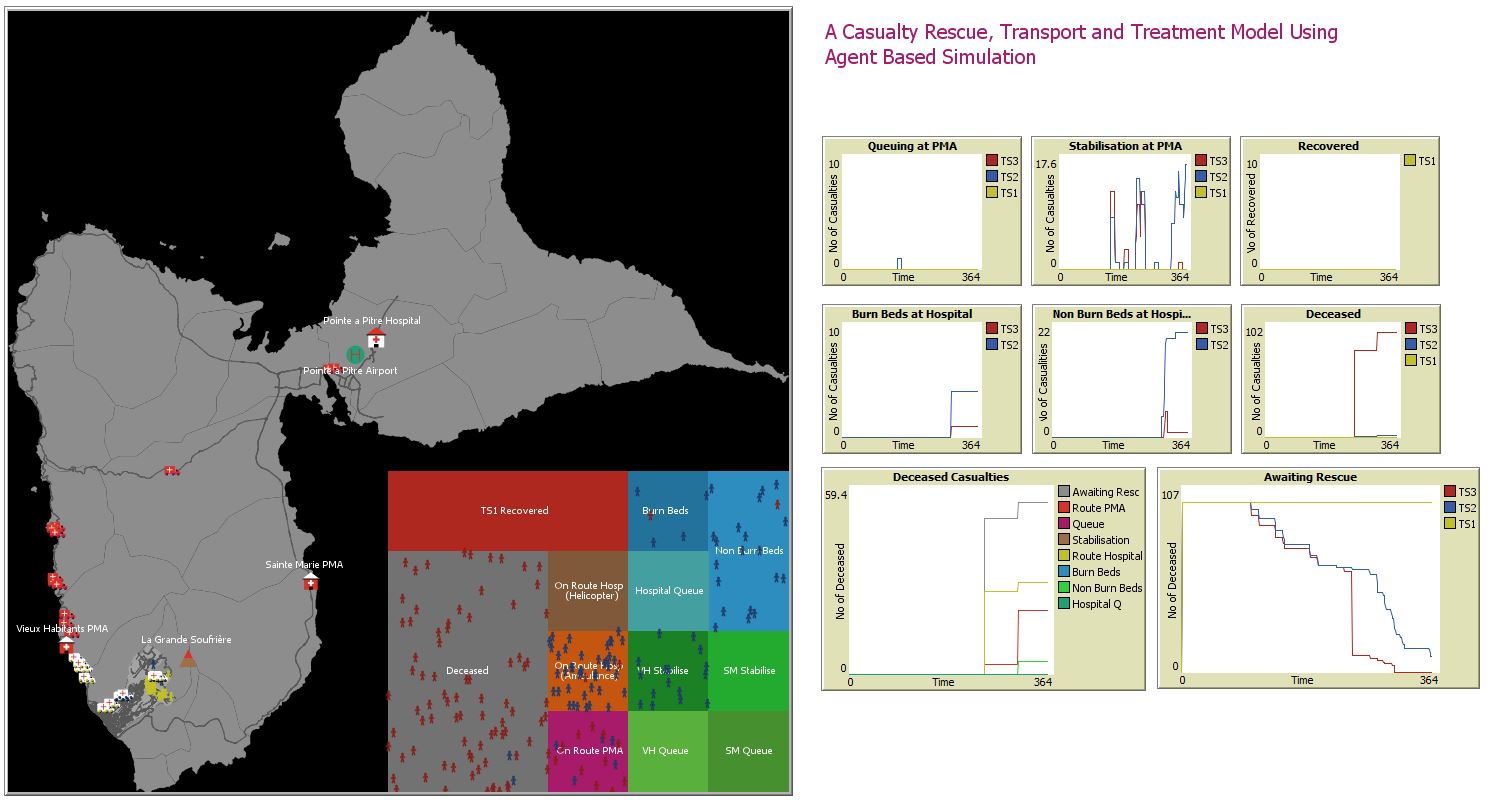 A Casualty Rescue, Transport and Treatment Model Using
Agent Based Simulation
Pointe a Pitre Hospital
H
Pointe a Pitre Airport
Sainte Marie PMA
Vieux Habitants PMA
La Grande Soufrière
TS1 Recovered
Burn Beds
Non Burn Beds
Deceased
On Route Hosp
(Helicopter)
Hospital Queue
On Route Hosp
(Ambulance)
VH Stabilise
SM Stabilise
On Route PMA
VH Queue
SM Queue
Queuing at PMA
10
No of Casualties
0
0
Time
364
TS3
TS2
TS1
Stabilisation at PMA
17.6
No of Casualties
0
0
Time
364
TS3
TS2
TS1
Recovered
10
No of Recovered
0
0
Time
364
TS1
Burn Beds at Hospital
10
No of Casualties
0
0
Time
364
TS3
TS2
Non Burn Beds at Hospi...
22
No of Casualties
0
0
Time
364
TS3
TS2
Deceased
102
No of Casualties
0
0
Time
364
TS3
TS2
TS1
Deceased Casualties
59.4
No of Deceased
0
0
Time
364
Awaiting Resc
Route PMA
Queue
Stabilisation
Route Hospital
Burn Beds
Non Burn Beds
Hospital Q
Awaiting Rescue
107
No of Deceased
0
0
Time
364
TS3
TS2
TS1